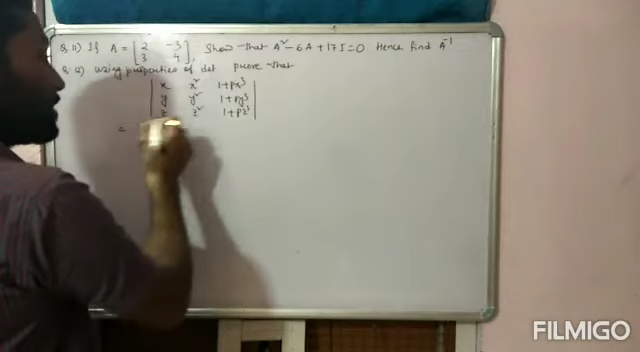 Q.11) If A = [2 -3
3 4], Show that A² - 6A + 17I = 0 Hence find A⁻¹
Q. 12) Using properties of det prove that
| x x² 1+px³ |
| y y² 1+py³ |
| z z² 1+pz³ |
=
FILMIGO